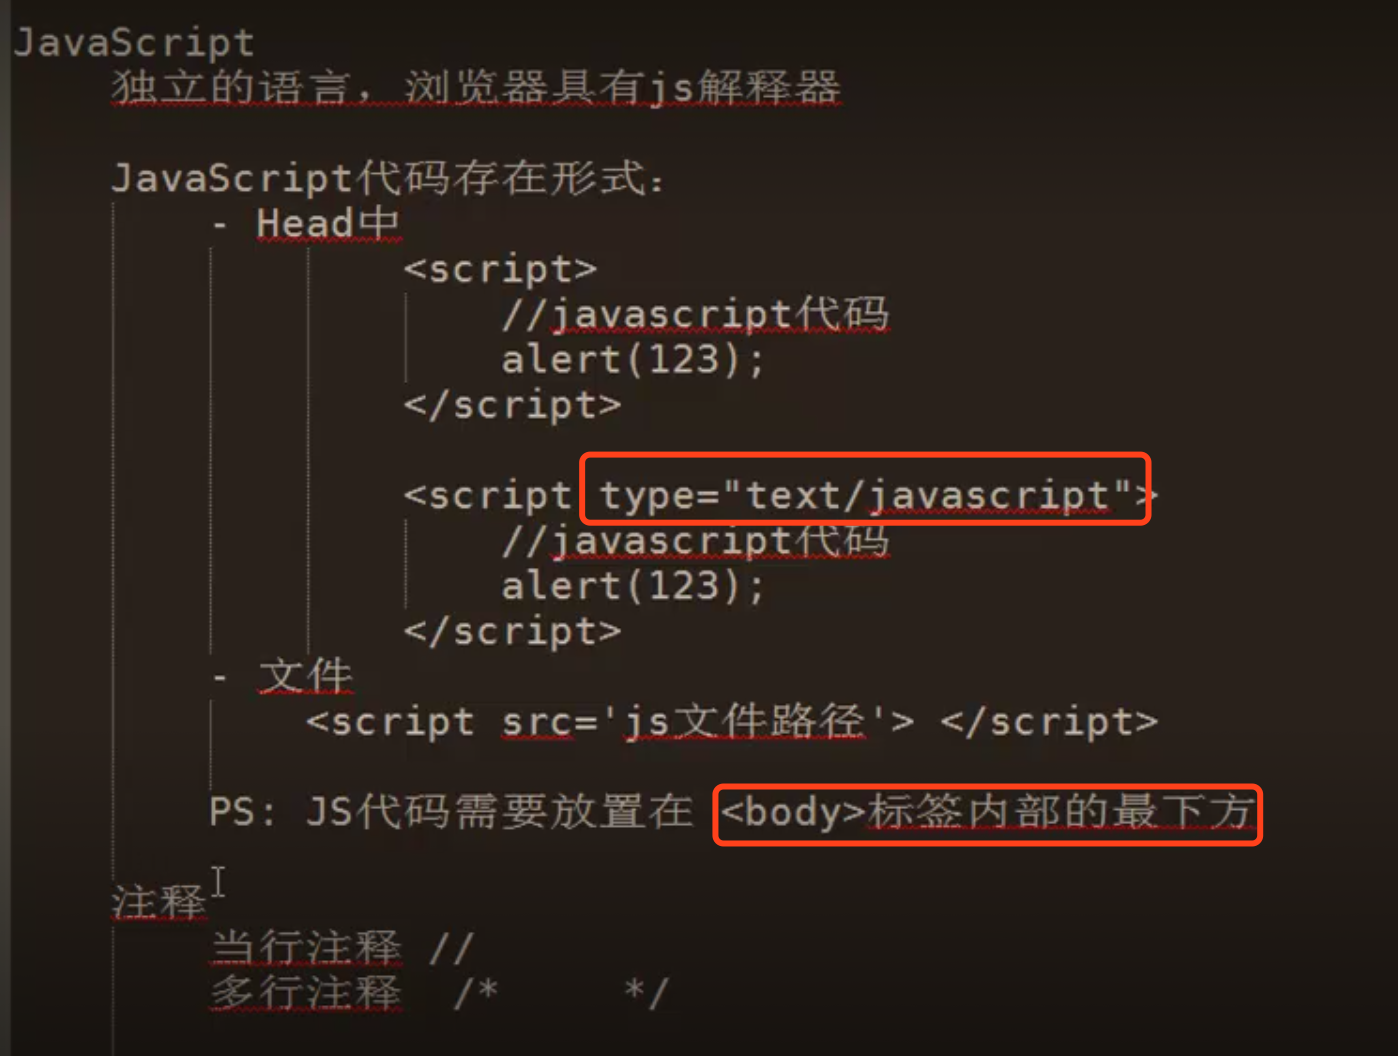 JavaScript
独立的语言，浏览器具有js解释器
JavaScript代码存在形式：
- Head中
<script>
//javascript代码
alert(123);
</script>
<script type="text/javascript">
//javascript代码
alert(123);
</script>
- 文件
<script src='js文件路径'> </script>
PS: JS代码需要放置在 <body>标签内部的最下方
注释
当行注释 //
多行注释 /* */